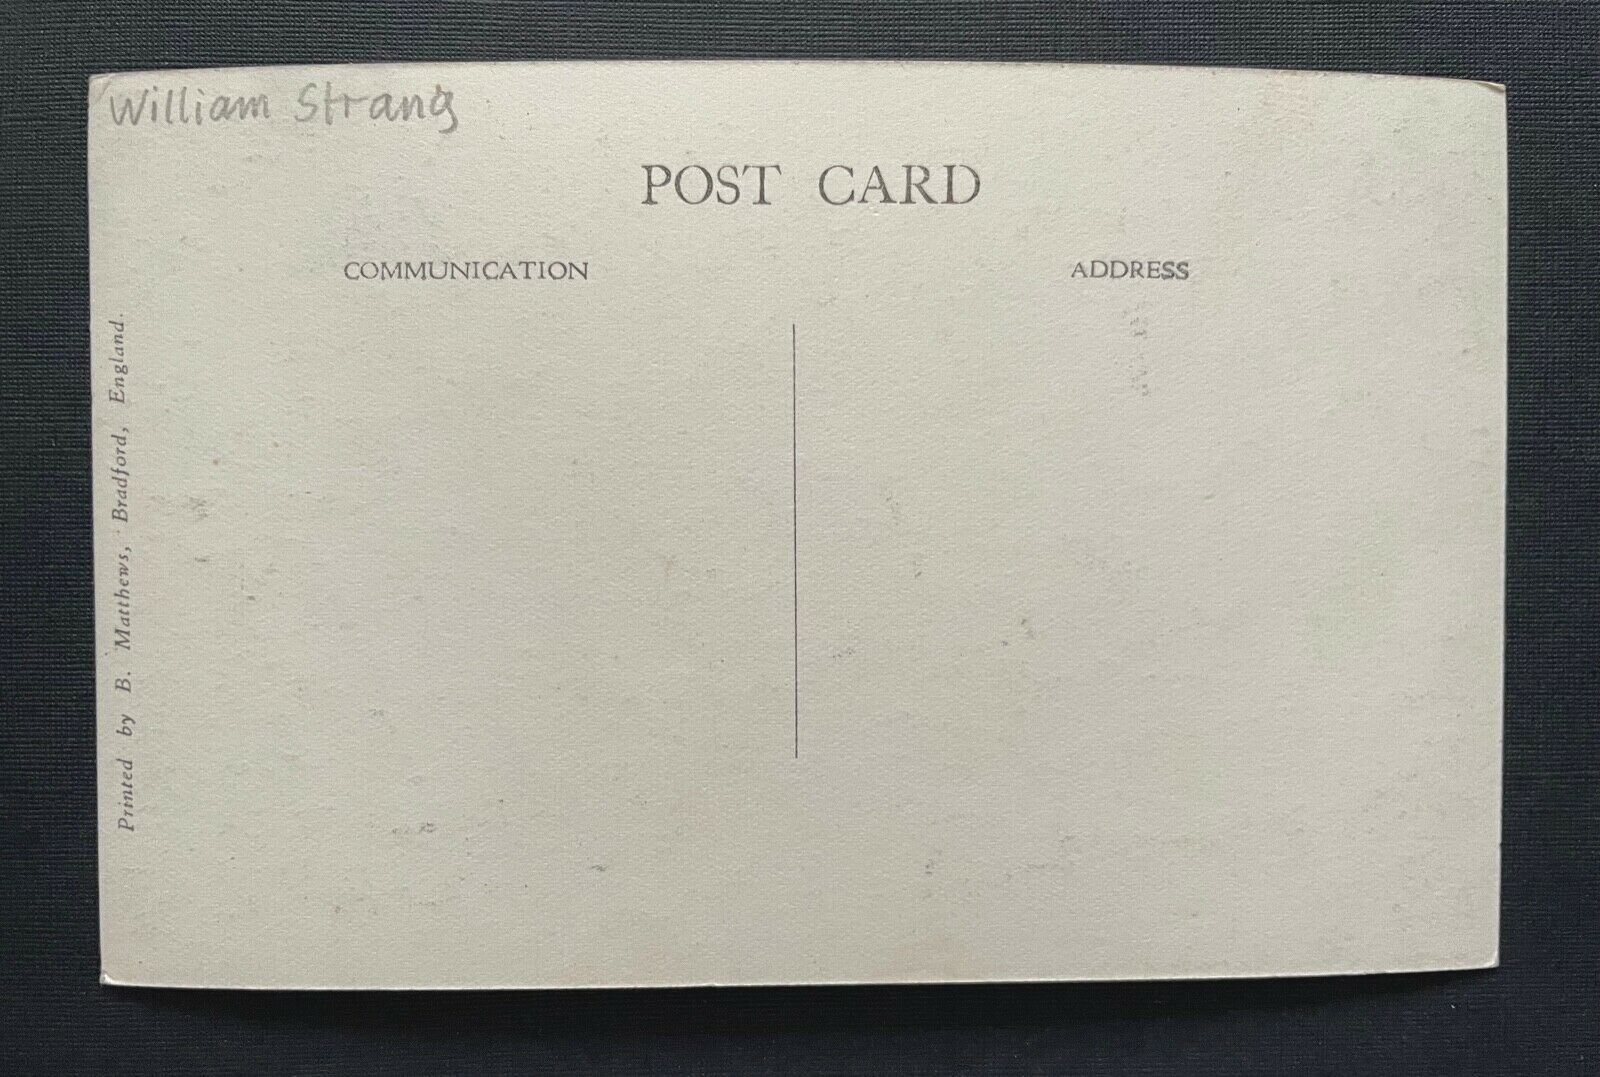 William Strang
POST CARD
COMMUNICATION
ADDRESS
Printed by B. Matthews, Bradford, England.